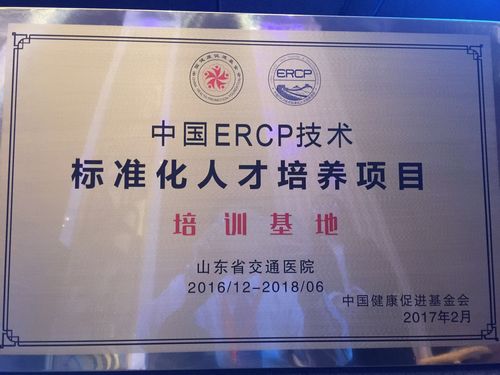 ERCP
中国ERCP技术
标准化人才培养项目
培训基地
山东省交通医院
2016/12-2018/06
中国健康促进基金会
2017年2月